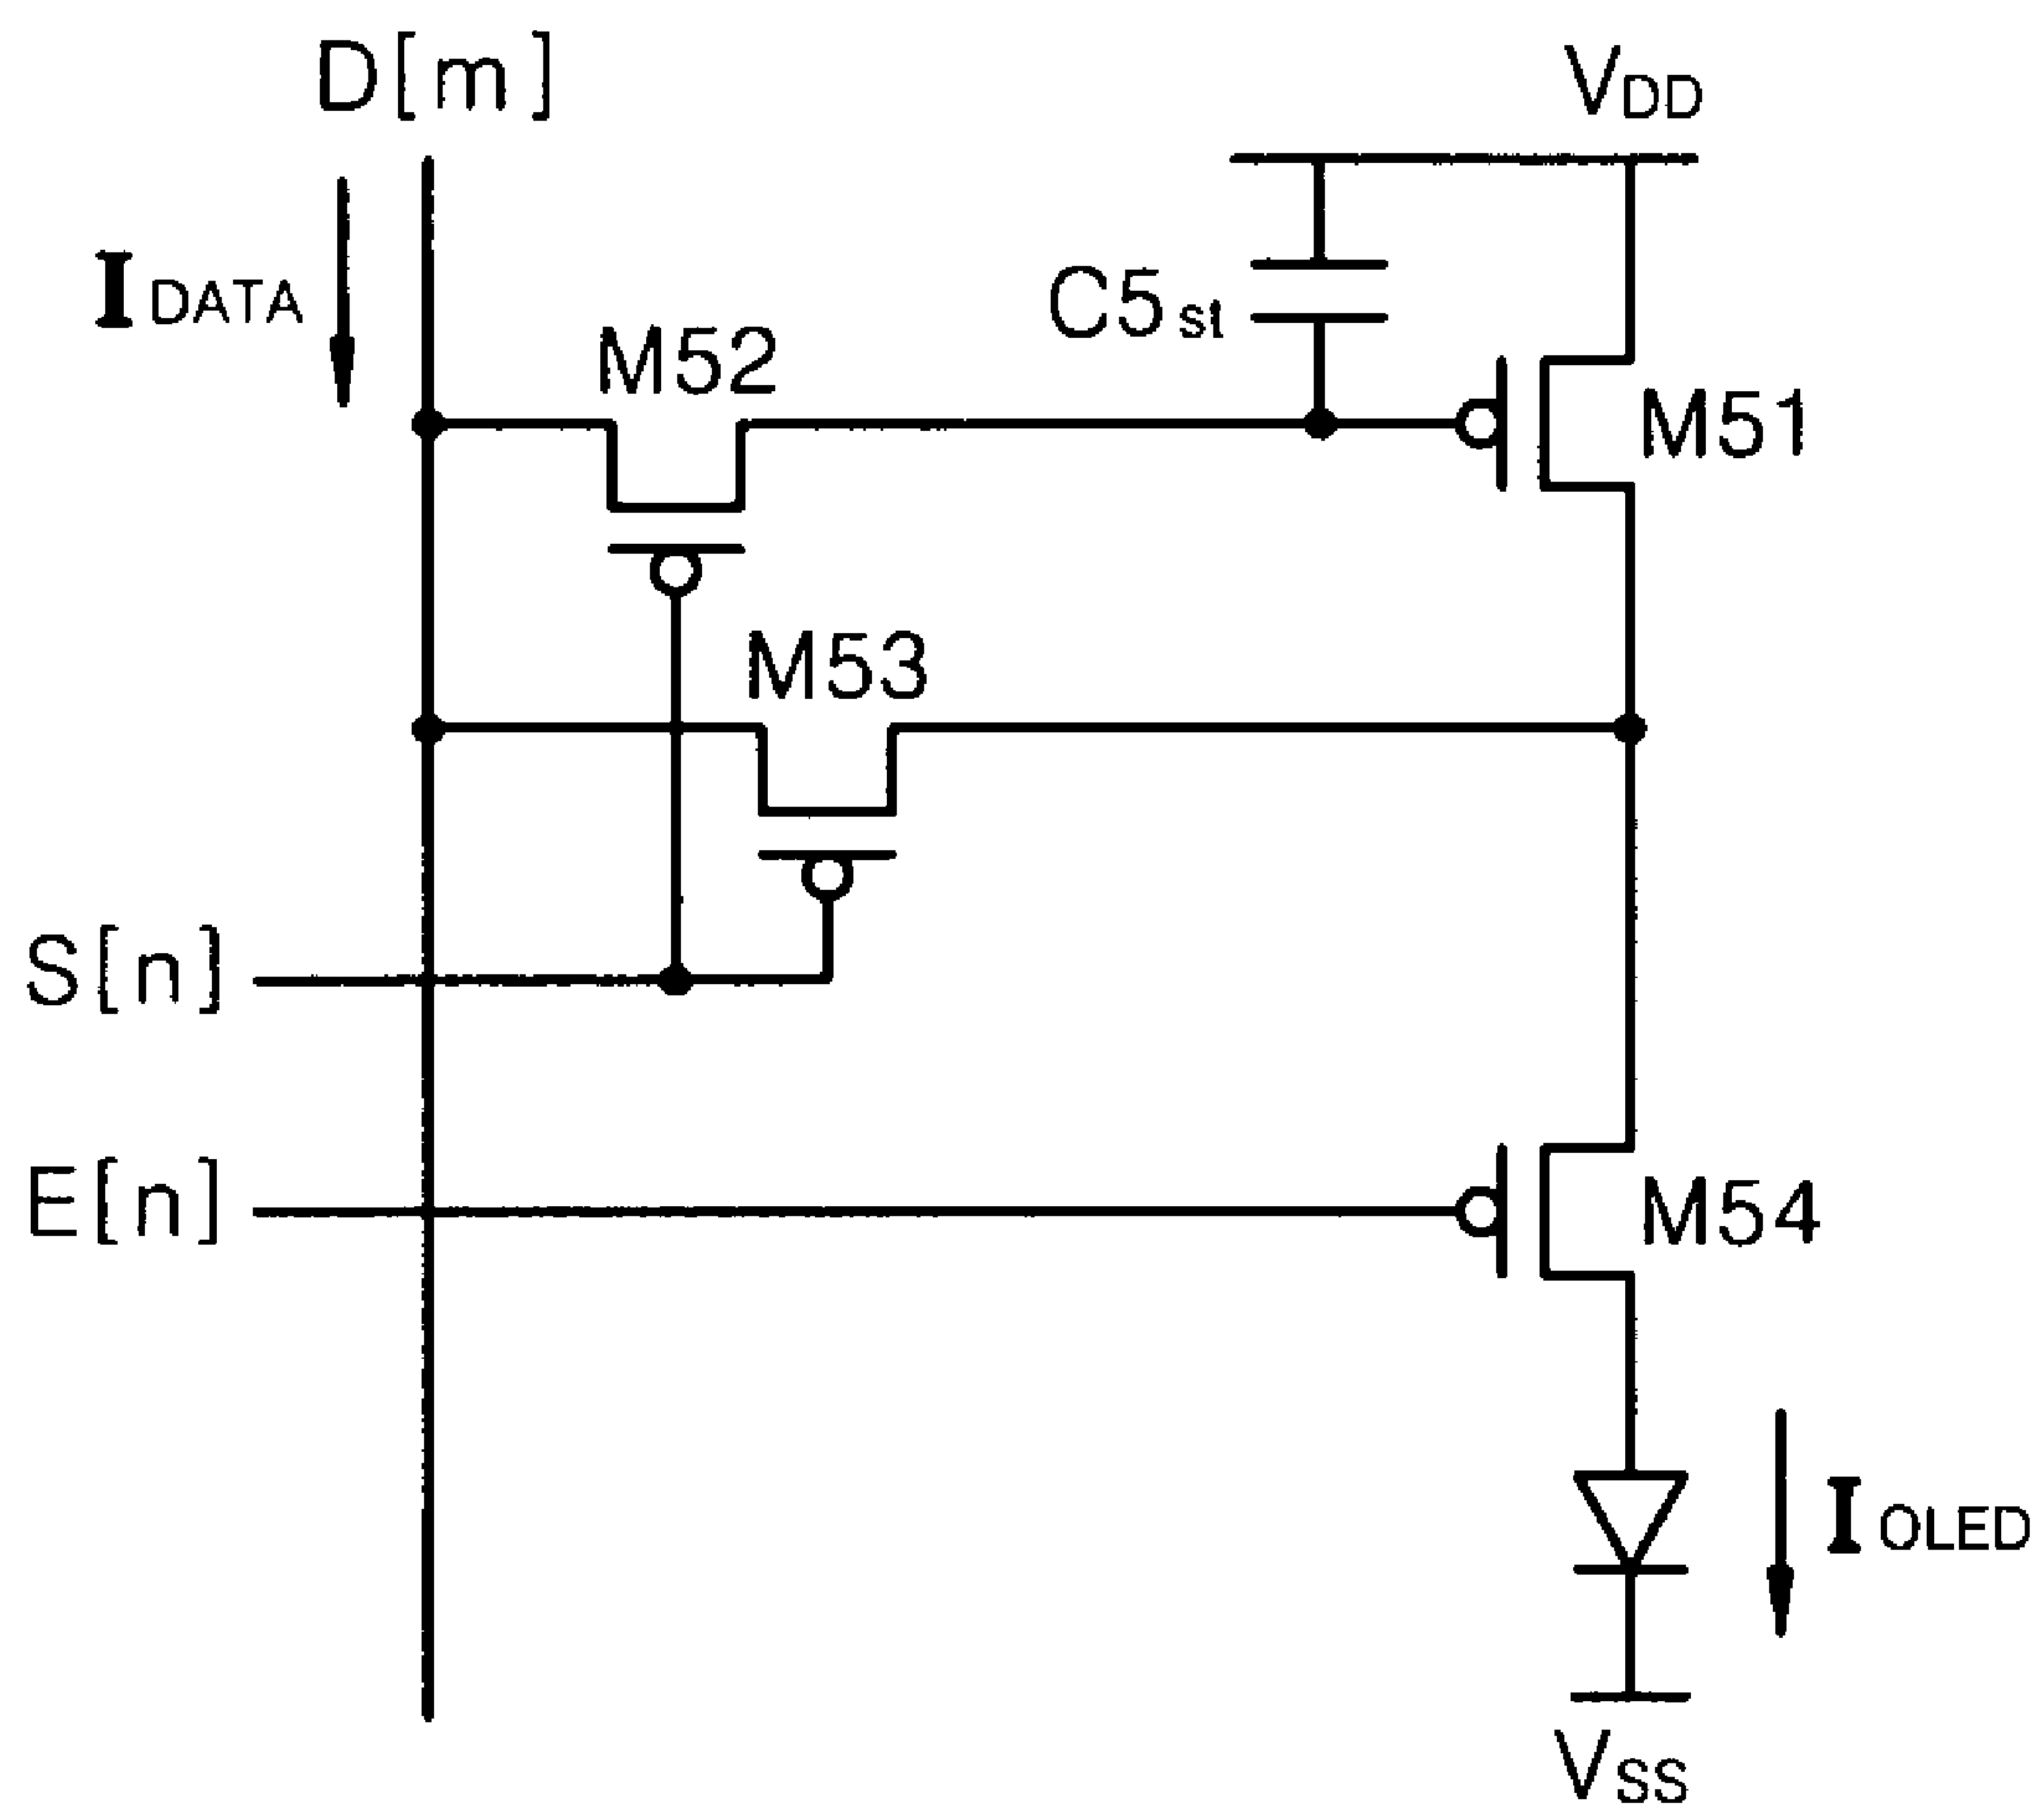 D[m]
VDD
IDATA
C5st
M52
M51
M53
S[n]
E[n]
M54
IOLED
VSS